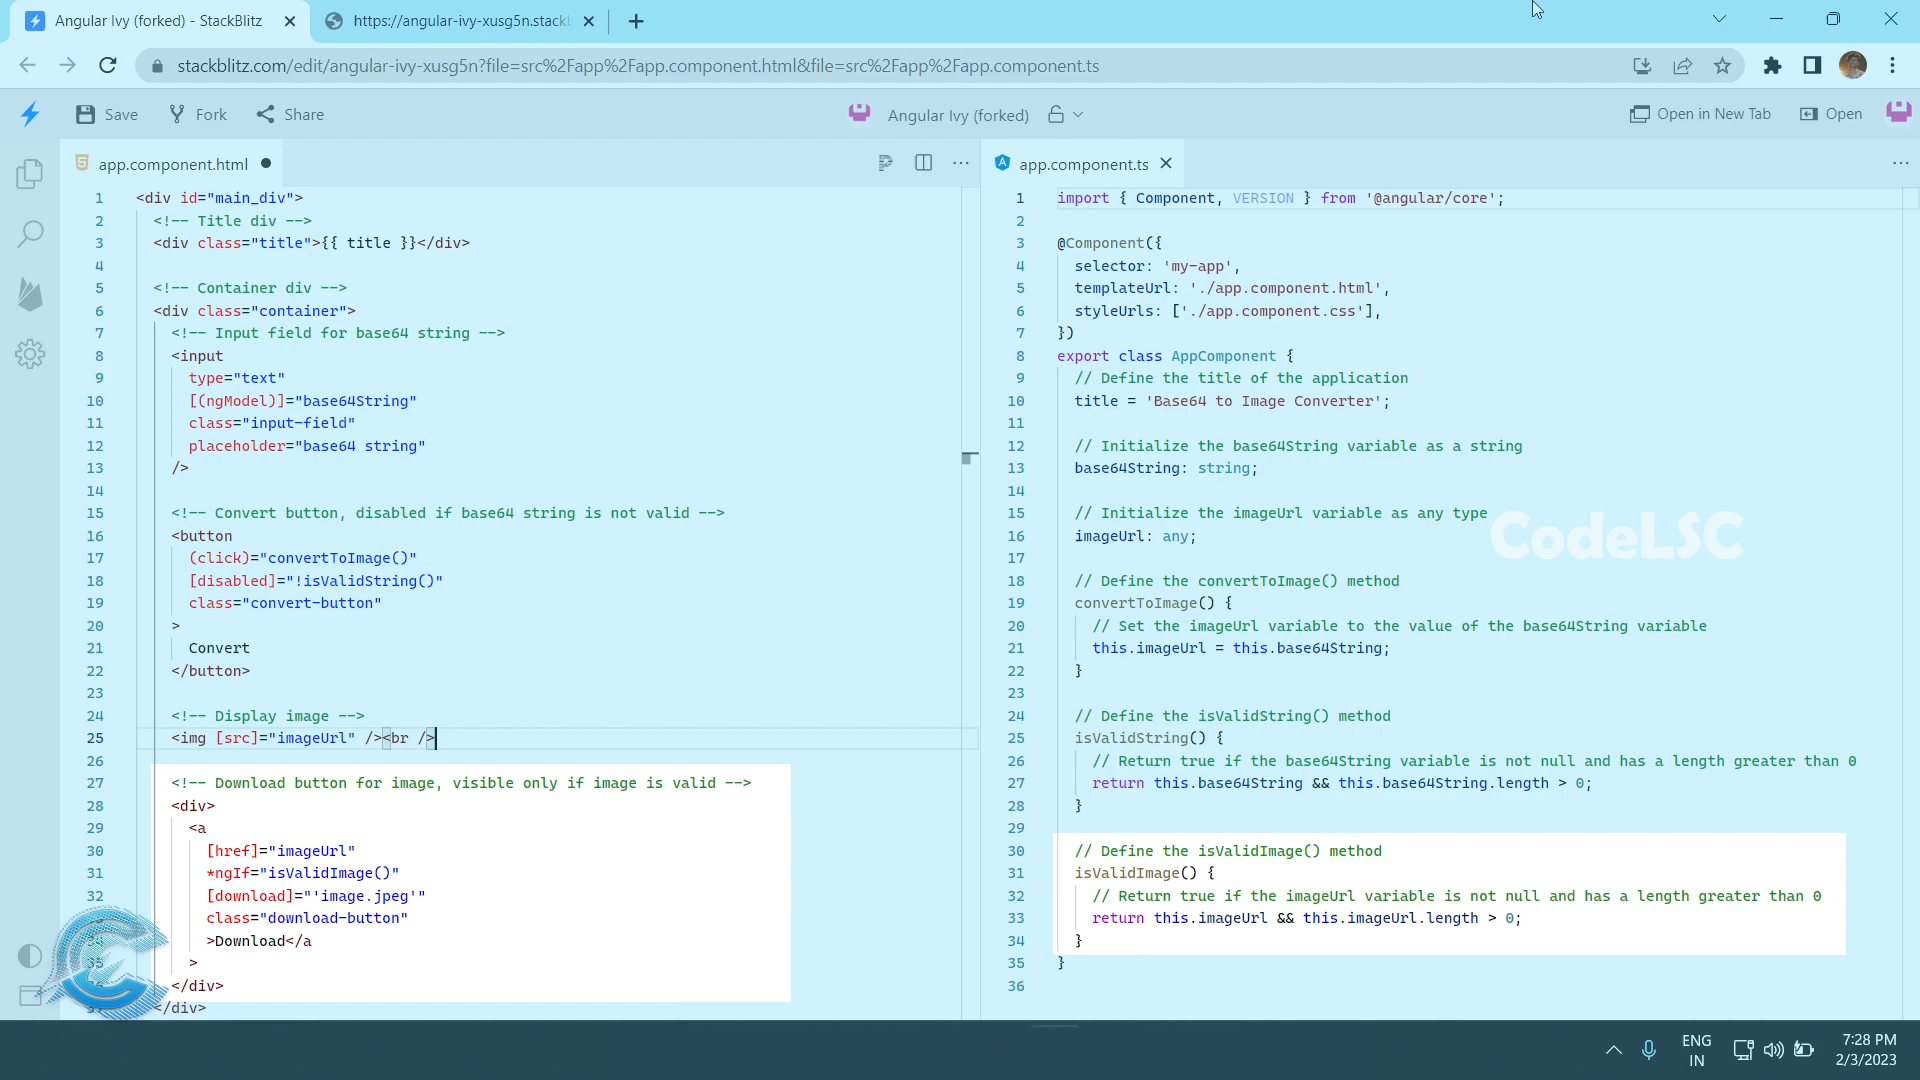 Angular Ivy (forked) - StackBlitz
https://angular-ivy-xusg5n.stackb
stackblitz.com/edit/angular-ivy-xusg5n?file=src%2Fapp%2Fapp.component.html&file=src%2Fapp%2Fapp.component.ts
Save
Fork
Share
Angular Ivy (forked)
Open in New Tab
Open
app.component.html
1 <div id="main_div">
2 <!-- Title div -->
3 <div class="title">{{ title }}</div>
4
5 <!-- Container div -->
6 <div class="container">
7 <!-- Input field for base64 string -->
8 <input
9 type="text"
10 [(ngModel)]="base64String"
11 class="input-field"
12 placeholder="base64 string"
13 />
14
15 <!-- Convert button, disabled if base64 string is not valid -->
16 <button
17 (click)="convertToImage()"
18 [disabled]="!isValidString()"
19 class="convert-button"
20 >
21 Convert
22 </button>
23
24 <!-- Display image -->
25 <img [src]="imageUrl" /><br />
26
27 <!-- Download button for image, visible only if image is valid -->
28 <div>
29 <a
30 [href]="imageUrl"
31 *ngIf="isValidImage()"
32 [download]="'image.jpeg'"
33 class="download-button"
34 >Download</a
35 >
36 </div>
37 </div>
app.component.ts
1 import { Component, VERSION } from '@angular/core';
2
3 @Component({
4 selector: 'my-app',
5 templateUrl: './app.component.html',
6 styleUrls: ['./app.component.css'],
7 })
8 export class AppComponent {
9 // Define the title of the application
10 title = 'Base64 to Image Converter';
11
12 // Initialize the base64String variable as a string
13 base64String: string;
14
15 // Initialize the imageUrl variable as any type
16 imageUrl: any;
17
18 // Define the convertToImage() method
19 convertToImage() {
20 // Set the imageUrl variable to the value of the base64String variable
21 this.imageUrl = this.base64String;
22 }
23
24 // Define the isValidString() method
25 isValidString() {
26 // Return true if the base64String variable is not null and has a length greater than 0
27 return this.base64String && this.base64String.length > 0;
28 }
29
30 // Define the isValidImage() method
31 isValidImage() {
32 // Return true if the imageUrl variable is not null and has a length greater than 0
33 return this.imageUrl && this.imageUrl.length > 0;
34 }
35 }
36
CodeLSC
ENG
IN
7:28 PM
2/3/2023